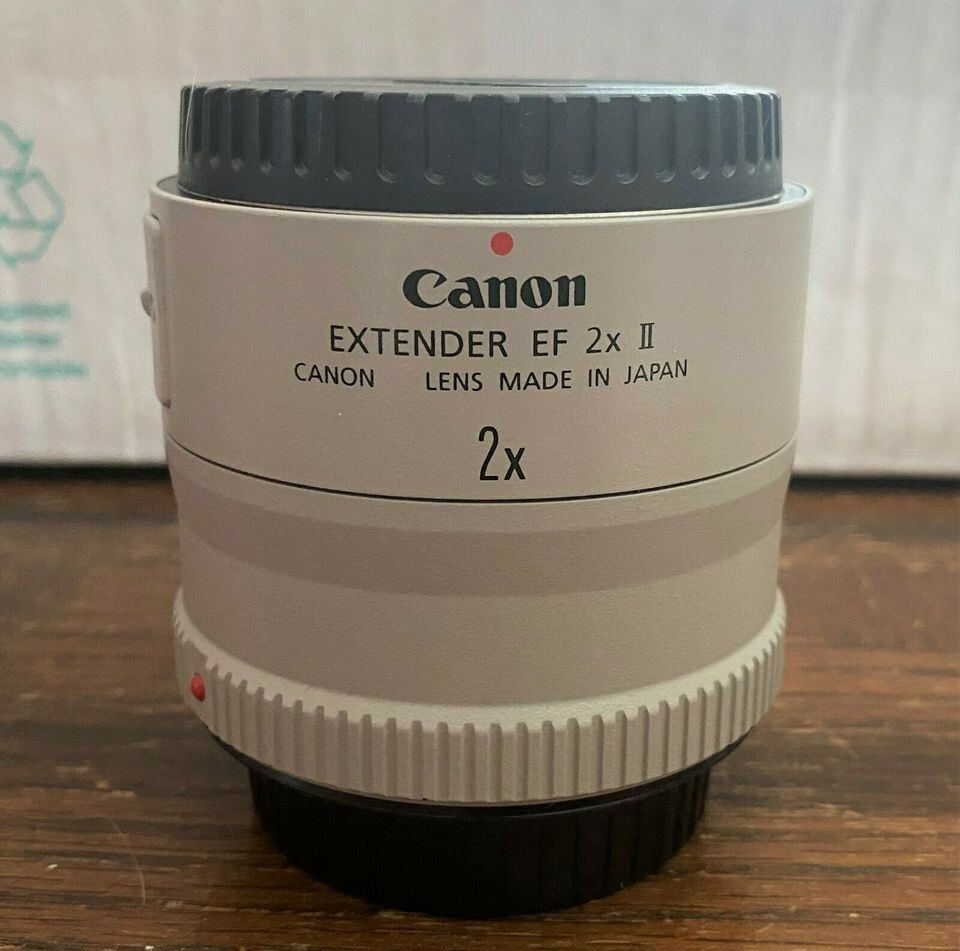 Canon
EXTENDER EF 2x II
CANON LENS MADE IN JAPAN
2x